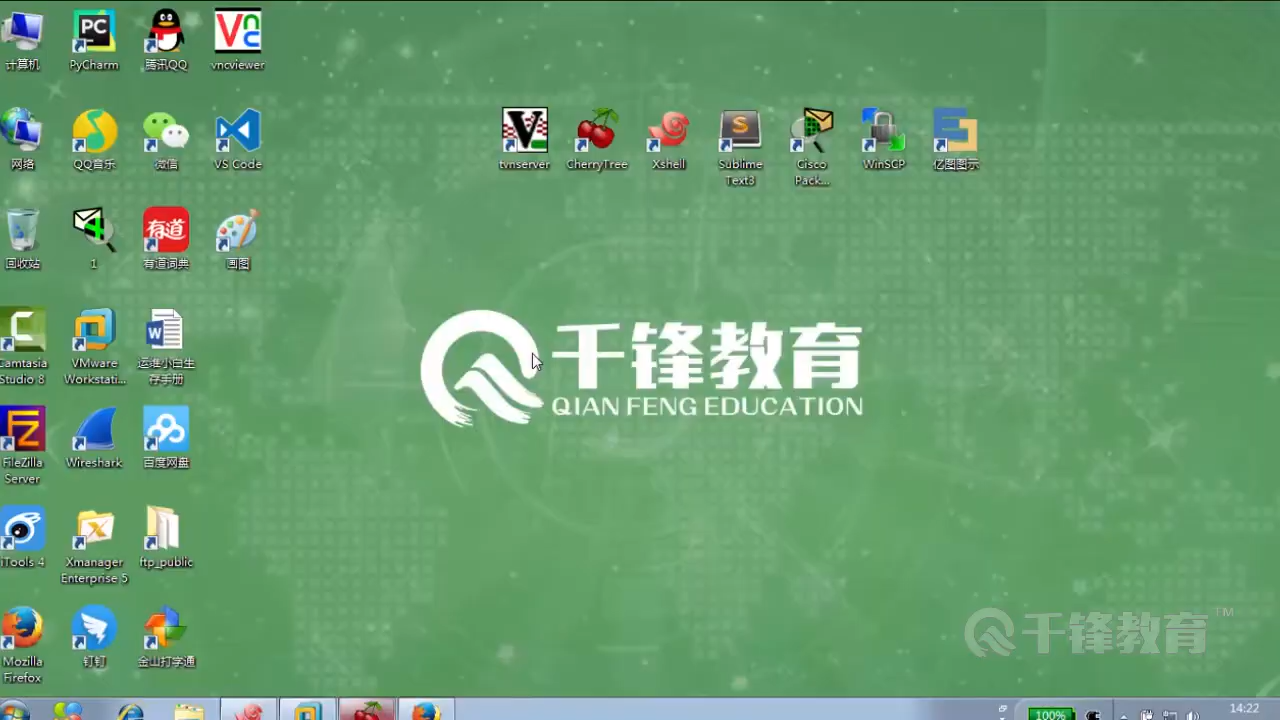 计算机
PyCharm
腾讯QQ
vncviewer
网络
QQ音乐
微信
VS Code
tvnserver
CherryTree
Xshell
Sublime
Text3
Cisco
Pack...
WinSCP
亿图图示
回收站
1
有道词典
画图
Camtasia
Studio 8
VMware
Workstati...
运维小白生
存手册
千锋教育
QIAN FENG EDUCATION
FileZilla
Server
Wireshark
百度网盘
iTools 4
Xmanager
Enterprise 5
ftp_public
Mozilla
Firefox
钉钉
金山打字通
千锋教育™
100%
14:22